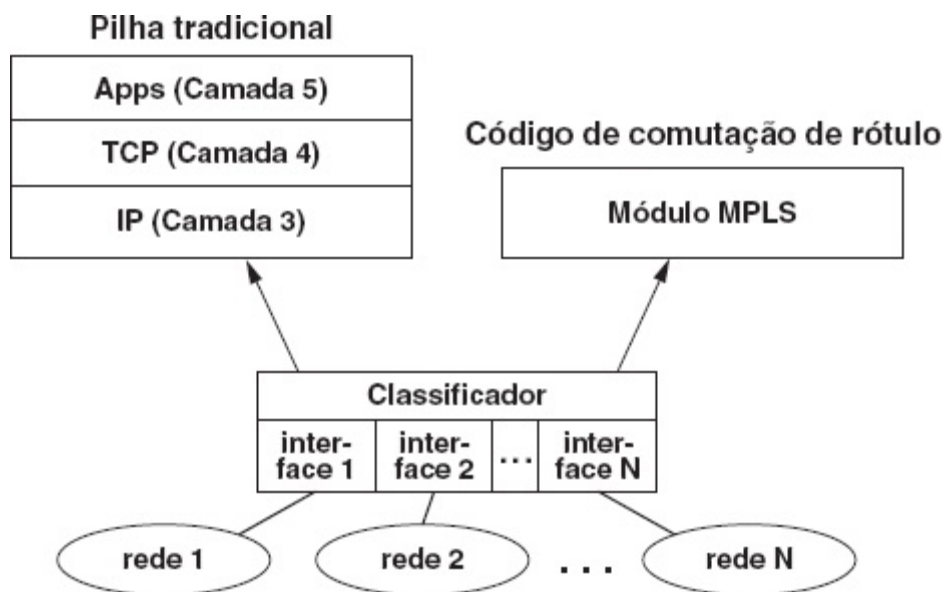 Pilha tradicional
Apps (Camada 5)
TCP (Camada 4)
IP (Camada 3)
Código de comutação de rótulo
Módulo MPLS
Classificador
inter-
face 1
inter-
face 2
...
inter-
face N
rede 1
rede 2
...
rede N